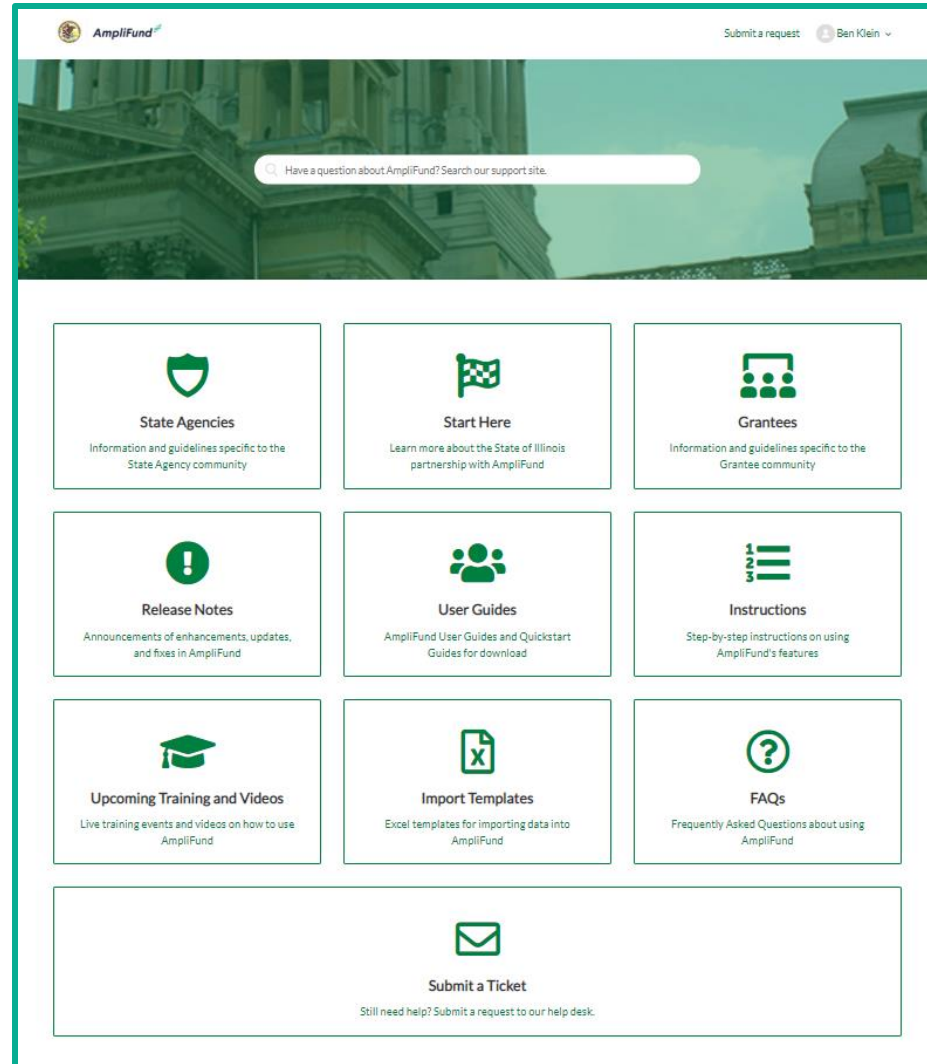 AmpliFund
Submit a request
Ben Klein
Have a question about AmpliFund? Search our support site.
State Agencies
Information and guidelines specific to the
State Agency community
Start Here
Learn more about the State of Illinois
partnership with AmpliFund
Grantees
Information and guidelines specific to the
Grantee community
Release Notes
Announcements of enhancements, updates,
and fixes in AmpliFund
User Guides
AmpliFund User Guides and Quickstart
Guides for download
1
2
3
Instructions
Step-by-step instructions on using
AmpliFund's features
Upcoming Training and Videos
Live training events and videos on how to use
AmpliFund
X
Import Templates
Excel templates for importing data into
AmpliFund
FAQs
Frequently Asked Questions about using
AmpliFund
Submit a Ticket
Still need help? Submit a request to our help desk.